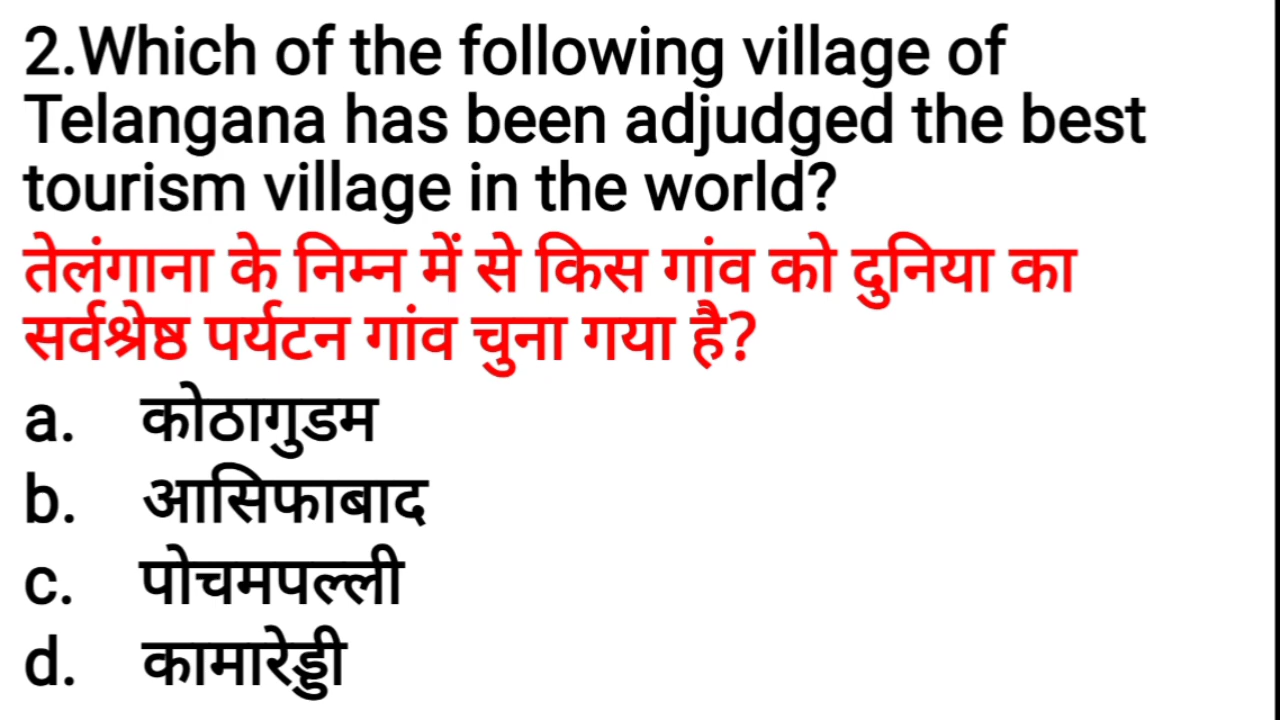 2.Which of the following village of
Telangana has been adjudged the best
tourism village in the world?
तेलंगाना के निम्न में से किस गांव को दुनिया का
सर्वश्रेष्ठ पर्यटन गांव चुना गया है?
a. कोठागुडम
b. आसिफाबाद
c. पोचमपल्ली
d. कामारेड्डी